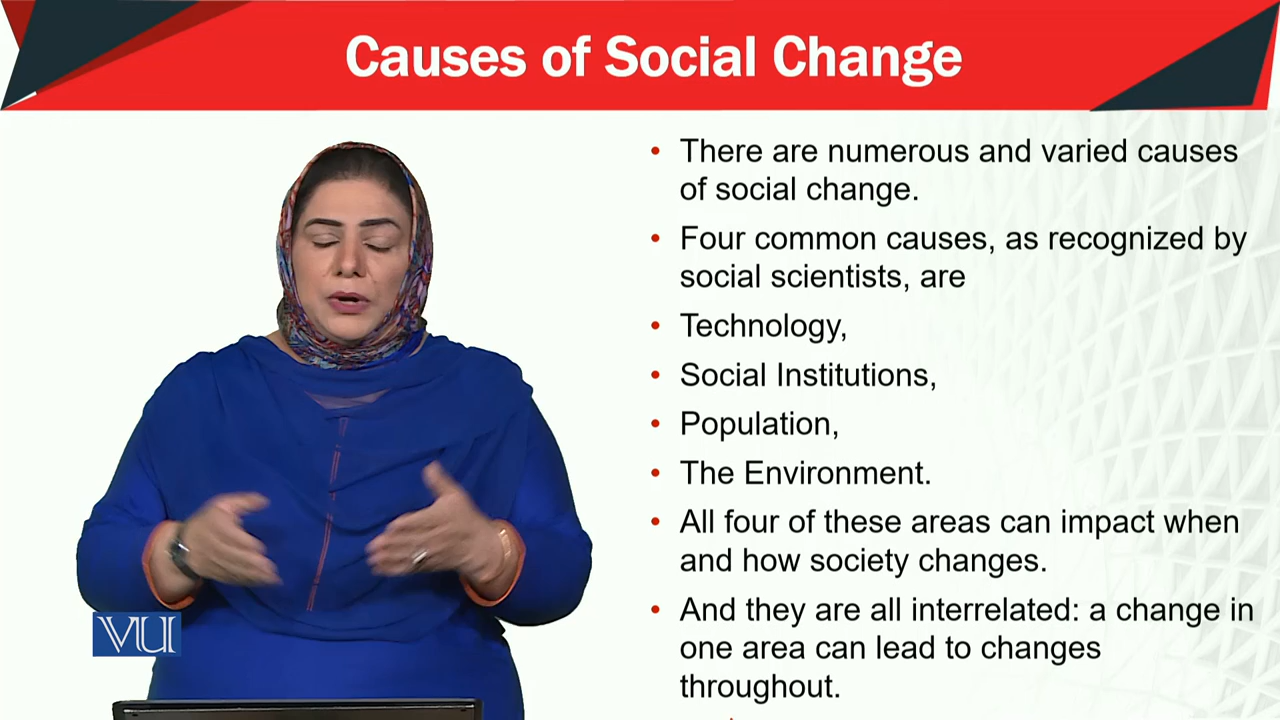 Causes of Social Change
• There are numerous and varied causes
of social change.
• Four common causes, as recognized by
social scientists, are
• Technology,
• Social Institutions,
• Population,
• The Environment.
• All four of these areas can impact when
and how society changes.
• And they are all interrelated: a change in
one area can lead to changes
throughout.
VU